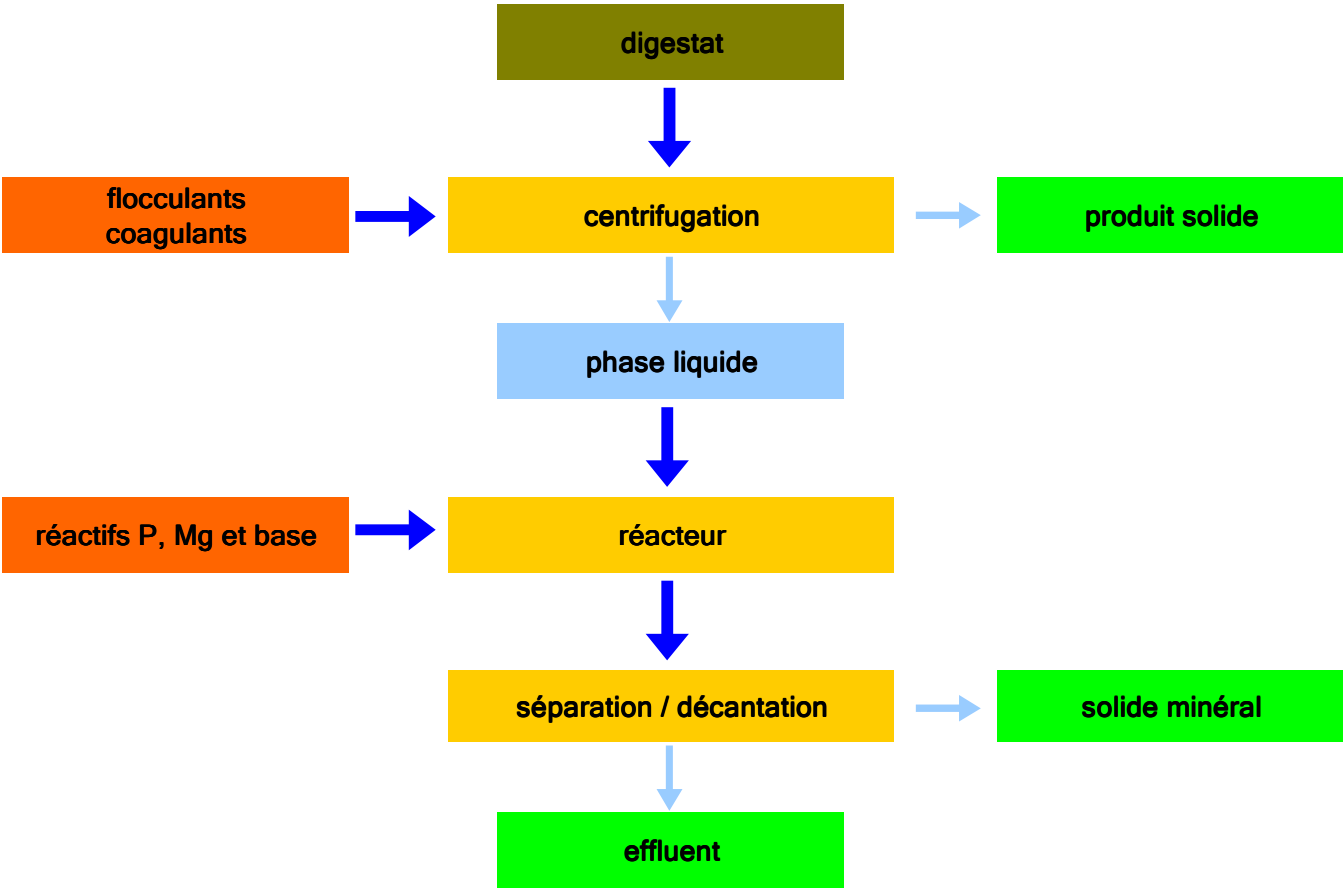 digestat
flocculants
coagulants
centrifugation
produit solide
phase liquide
réactifs P, Mg et base
réacteur
séparation / décantation
solide minéral
effluent